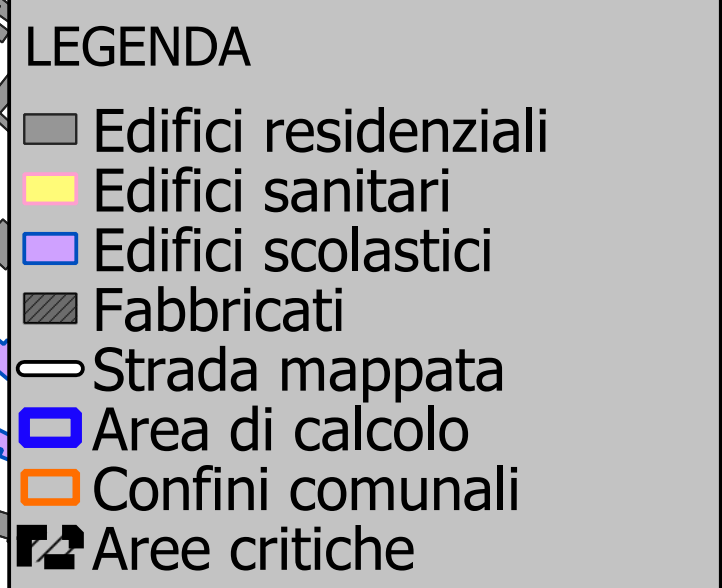 LEGENDA
Edifici residenziali
Edifici sanitari
Edifici scolastici
Fabbricati
Strada mappata
Area di calcolo
Confini comunali
Aree critiche